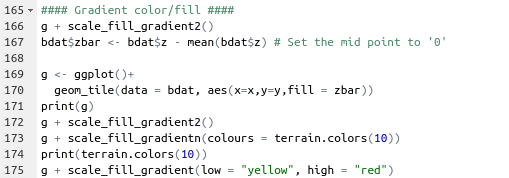 165 #### Gradient color/fill ####
166 g + scale_fill_gradient2()
167 bdat$zbar <- bdat$z - mean(bdat$z) # Set the mid point to '0'
168
169 g <- ggplot()+
170   geom_tile(data = bdat, aes(x=x,y=y,fill = zbar))
171 print(g)
172 g + scale_fill_gradient2()
173 g + scale_fill_gradientn(colours = terrain.colors(10))
174 print(terrain.colors(10))
175 g + scale_fill_gradient(low = "yellow", high = "red")